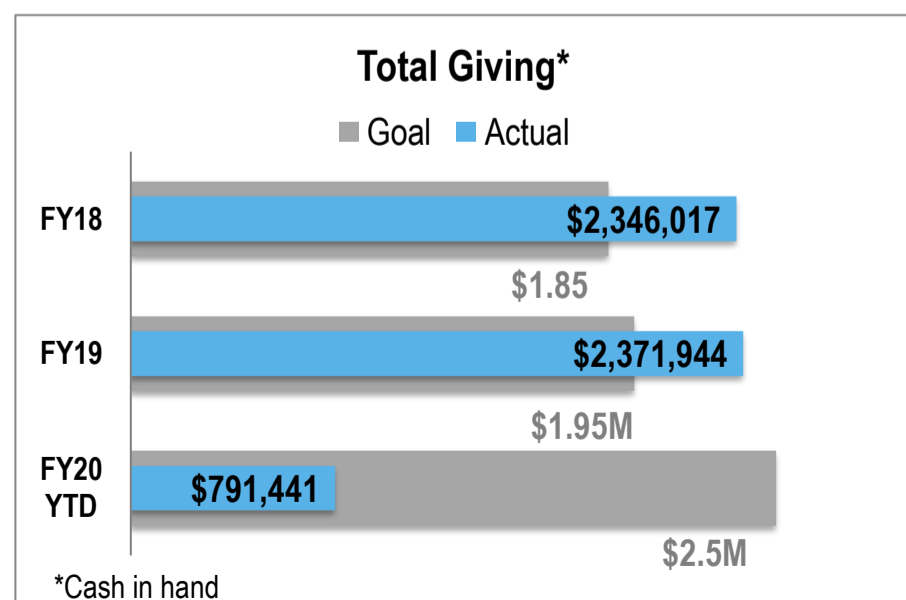 Total Giving*
Goal Actual
FY18
$2,346,017
$1.85
FY19
$2,371,944
$1.95M
FY20
YTD
$791,441
$2.5M
*Cash in hand